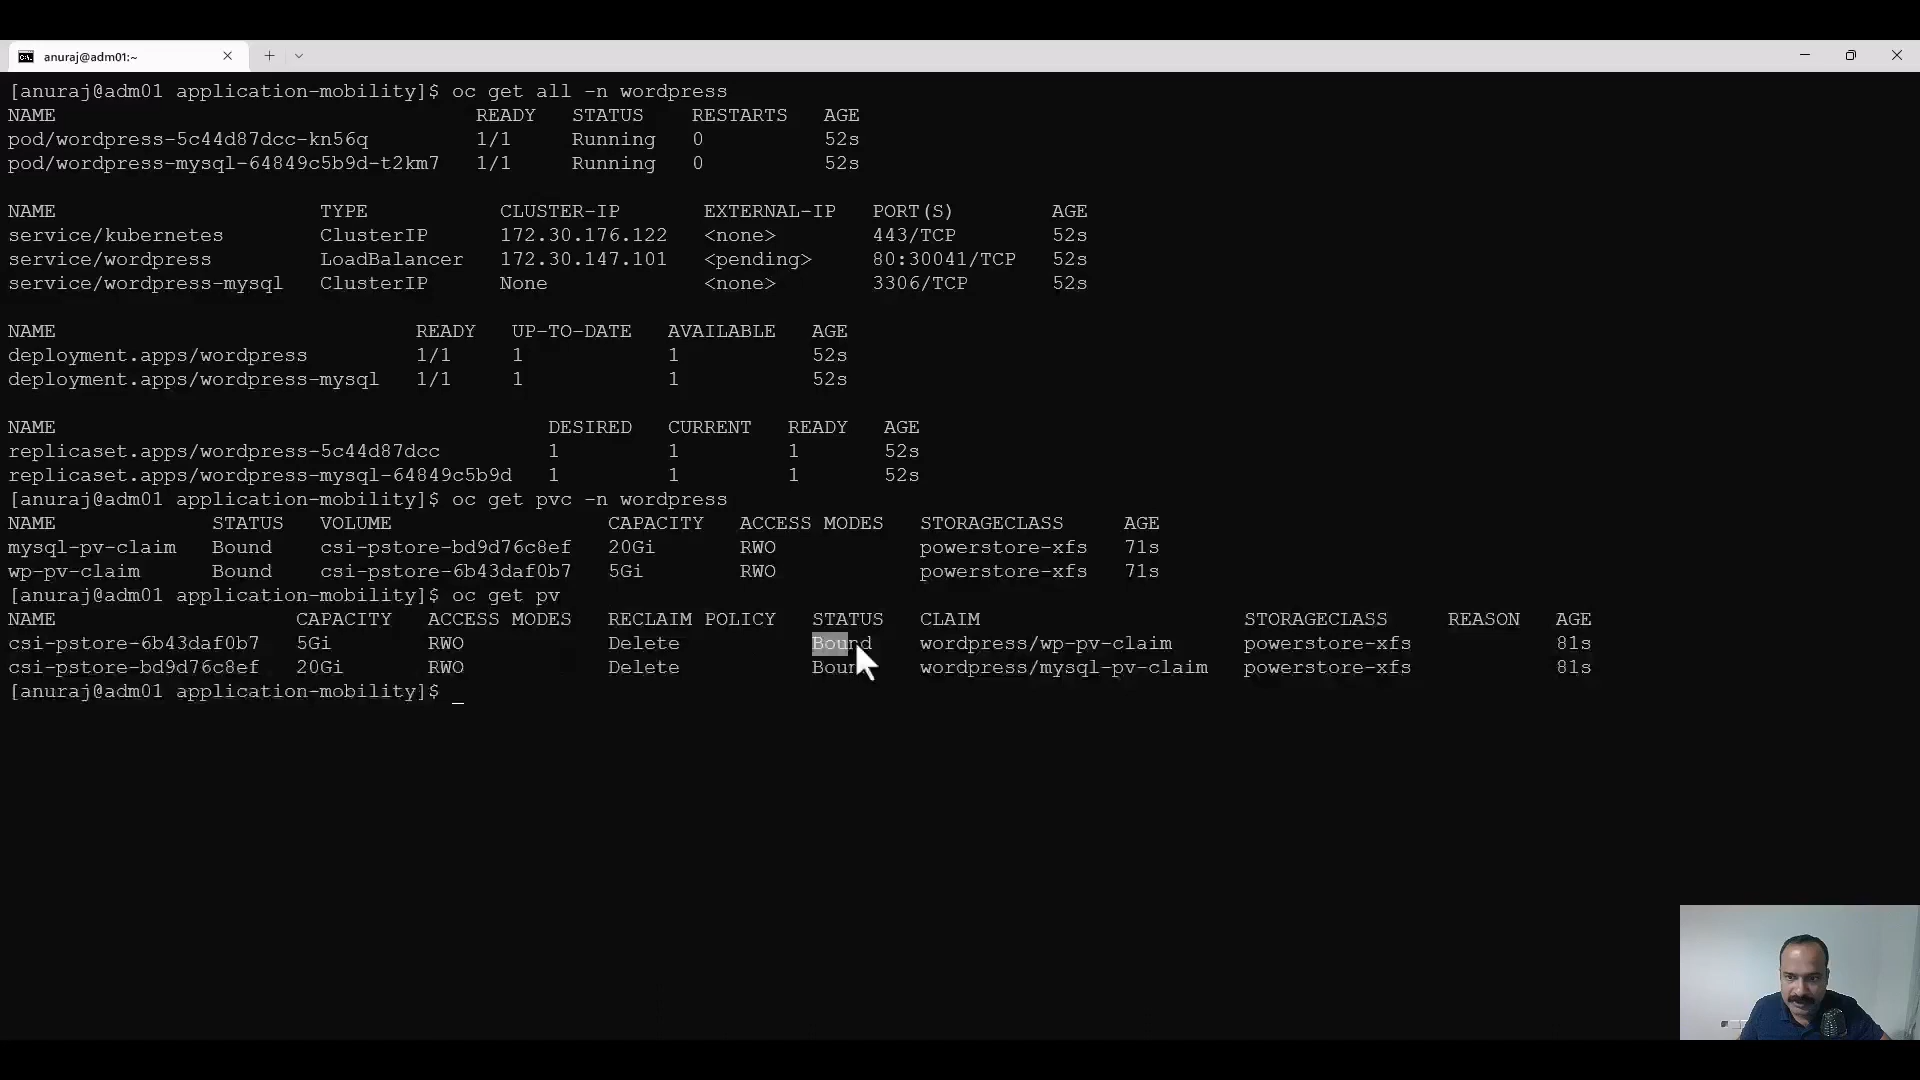 anuraj@adm01:~
[anuraj@adm01 application-mobility]$ oc get all -n wordpress
NAME READY STATUS RESTARTS AGE
pod/wordpress-5c44d87dcc-kn56q 1/1 Running 0 52s
pod/wordpress-mysql-64849c5b9d-t2km7 1/1 Running 0 52s
NAME TYPE CLUSTER-IP EXTERNAL-IP PORT(S) AGE
service/kubernetes ClusterIP 172.30.176.122 <none> 443/TCP 52s
service/wordpress LoadBalancer 172.30.147.101 <pending> 80:30041/TCP 52s
service/wordpress-mysql ClusterIP None <none> 3306/TCP 52s
NAME READY UP-TO-DATE AVAILABLE AGE
deployment.apps/wordpress 1/1 1 1 52s
deployment.apps/wordpress-mysql 1/1 1 1 52s
NAME DESIRED CURRENT READY AGE
replicaset.apps/wordpress-5c44d87dcc 1 1 1 52s
replicaset.apps/wordpress-mysql-64849c5b9d 1 1 1 52s
[anuraj@adm01 application-mobility]$ oc get pvc -n wordpress
NAME STATUS VOLUME CAPACITY ACCESS MODES STORAGECLASS AGE
mysql-pv-claim Bound csi-pstore-bd9d76c8ef 20Gi RWO powerstore-xfs 71s
wp-pv-claim Bound csi-pstore-6b43daf0b7 5Gi RWO powerstore-xfs 71s
[anuraj@adm01 application-mobility]$ oc get pv
NAME CAPACITY ACCESS MODES RECLAIM POLICY STATUS CLAIM STORAGECLASS REASON AGE
csi-pstore-6b43daf0b7 5Gi RWO Delete Bound wordpress/wp-pv-claim powerstore-xfs 81s
csi-pstore-bd9d76c8ef 20Gi RWO Delete Bound wordpress/mysql-pv-claim powerstore-xfs 81s
[anuraj@adm01 application-mobility]$ _